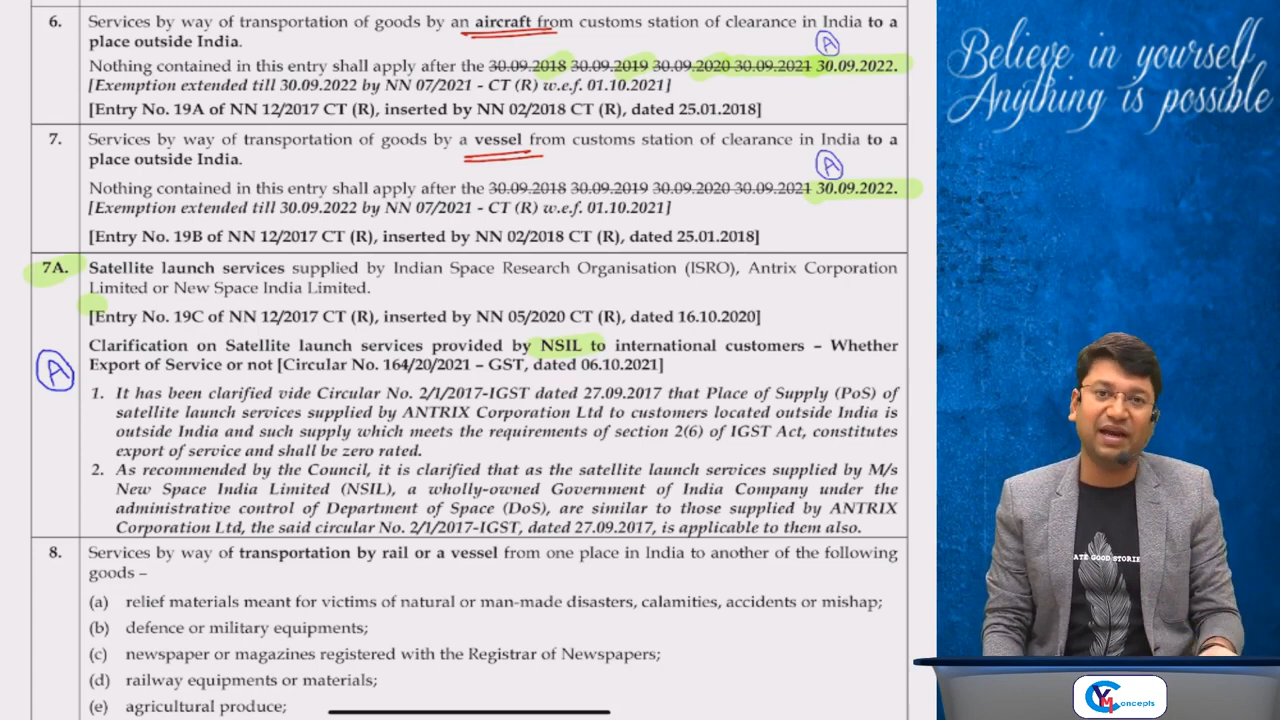 6. Services by way of transportation of goods by an aircraft from customs station of clearance in India to a
place outside India.
A
Nothing contained in this entry shall apply after the 30.09.2018 30.09.2019 30.09.2020 30.09.2021 30.09.2022.
[Exemption extended till 30.09.2022 by NN 07/2021 - CT (R) w.e.f. 01.10.2021]
[Entry No. 19A of NN 12/2017 CT (R), inserted by NN 02/2018 CT (R), dated 25.01.2018]
7. Services by way of transportation of goods by a vessel from customs station of clearance in India to a
place outside India.
A
Nothing contained in this entry shall apply after the 30.09.2018 30.09.2019 30.09.2020 30.09.2021 30.09.2022.
[Exemption extended till 30.09.2022 by NN 07/2021 - CT (R) w.e.f. 01.10.2021]
[Entry No. 19B of NN 12/2017 CT (R), inserted by NN 02/2018 CT (R), dated 25.01.2018]
7A. Satellite launch services supplied by Indian Space Research Organisation (ISRO), Antrix Corporation
Limited or New Space India Limited.
[Entry No. 19C of NN 12/2017 CT (R), inserted by NN 05/2020 CT (R), dated 16.10.2020]
Clarification on Satellite launch services provided by NSIL to international customers – Whether
Export of Service or not [Circular No. 164/20/2021 – GST, dated 06.10.2021]
A
1. It has been clarified vide Circular No. 2/1/2017-IGST dated 27.09.2017 that Place of Supply (PoS) of
satellite launch services supplied by ANTRIX Corporation Ltd to customers located outside India is
outside India and such supply which meets the requirements of section 2(6) of IGST Act, constitutes
export of service and shall be zero rated.
2. As recommended by the Council, it is clarified that as the satellite launch services supplied by M/s
New Space India Limited (NSIL), a wholly-owned Government of India Company under the
administrative control of Department of Space (DoS), are similar to those supplied by ANTRIX
Corporation Ltd, the said circular No. 2/1/2017-IGST, dated 27.09.2017, is applicable to them also.
8. Services by way of transportation by rail or a vessel from one place in India to another of the following
goods –
(a) relief materials meant for victims of natural or man-made disasters, calamities, accidents or mishap;
(b) defence or military equipments;
(c) newspaper or magazines registered with the Registrar of Newspapers;
(d) railway equipments or materials;
(e) agricultural produce;
Believe in yourself
Anything is possible
ATE GOOD STORIE
YM
Concepts